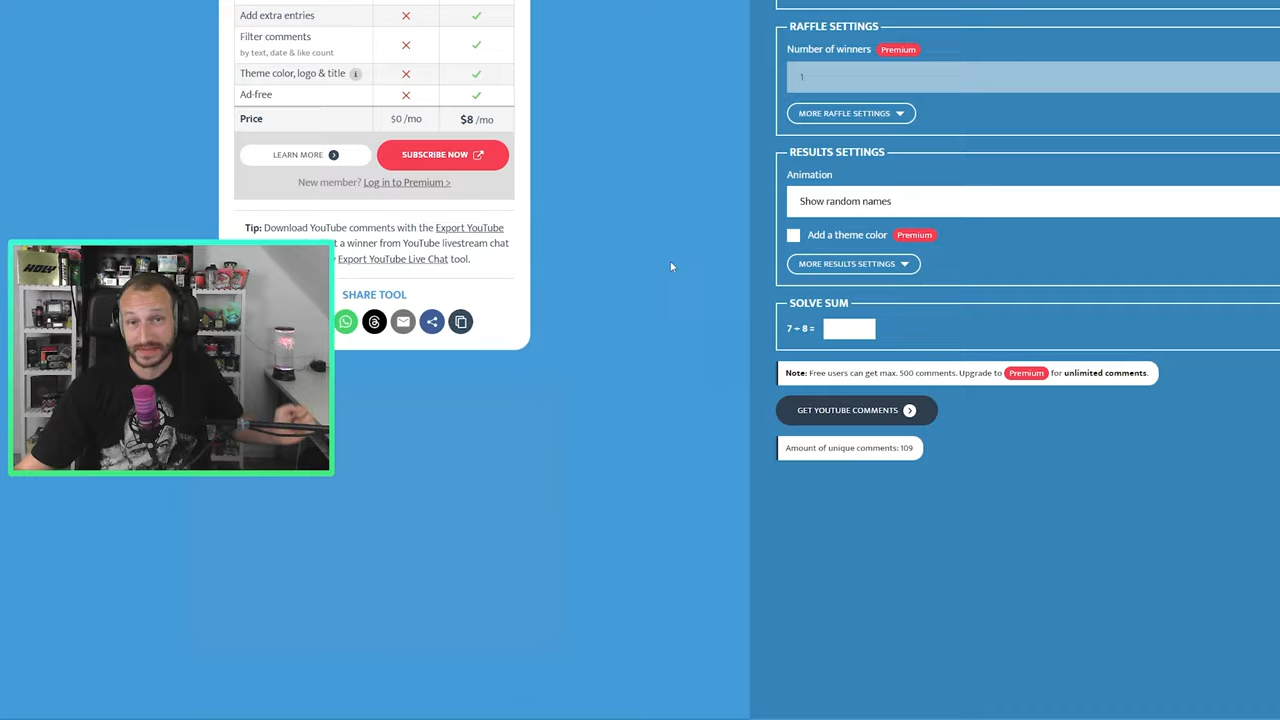 Add extra entries
Filter comments
by text, date & like count
Theme color, logo & title i
Ad-free
Price $0 /mo $8 /mo
LEARN MORE
SUBSCRIBE NOW
New member? Log in to Premium >
Tip: Download YouTube comments with the Export YouTube
t a winner from YouTube livestream chat
Export YouTube Live Chat tool.
SHARE TOOL
HOLY
RAFFLE SETTINGS
Number of winners Premium
1
MORE RAFFLE SETTINGS
RESULTS SETTINGS
Animation
Show random names
Add a theme color Premium
MORE RESULTS SETTINGS
SOLVE SUM
7 + 8 =
Note: Free users can get max. 500 comments. Upgrade to Premium for unlimited comments.
GET YOUTUBE COMMENTS
Amount of unique comments: 109